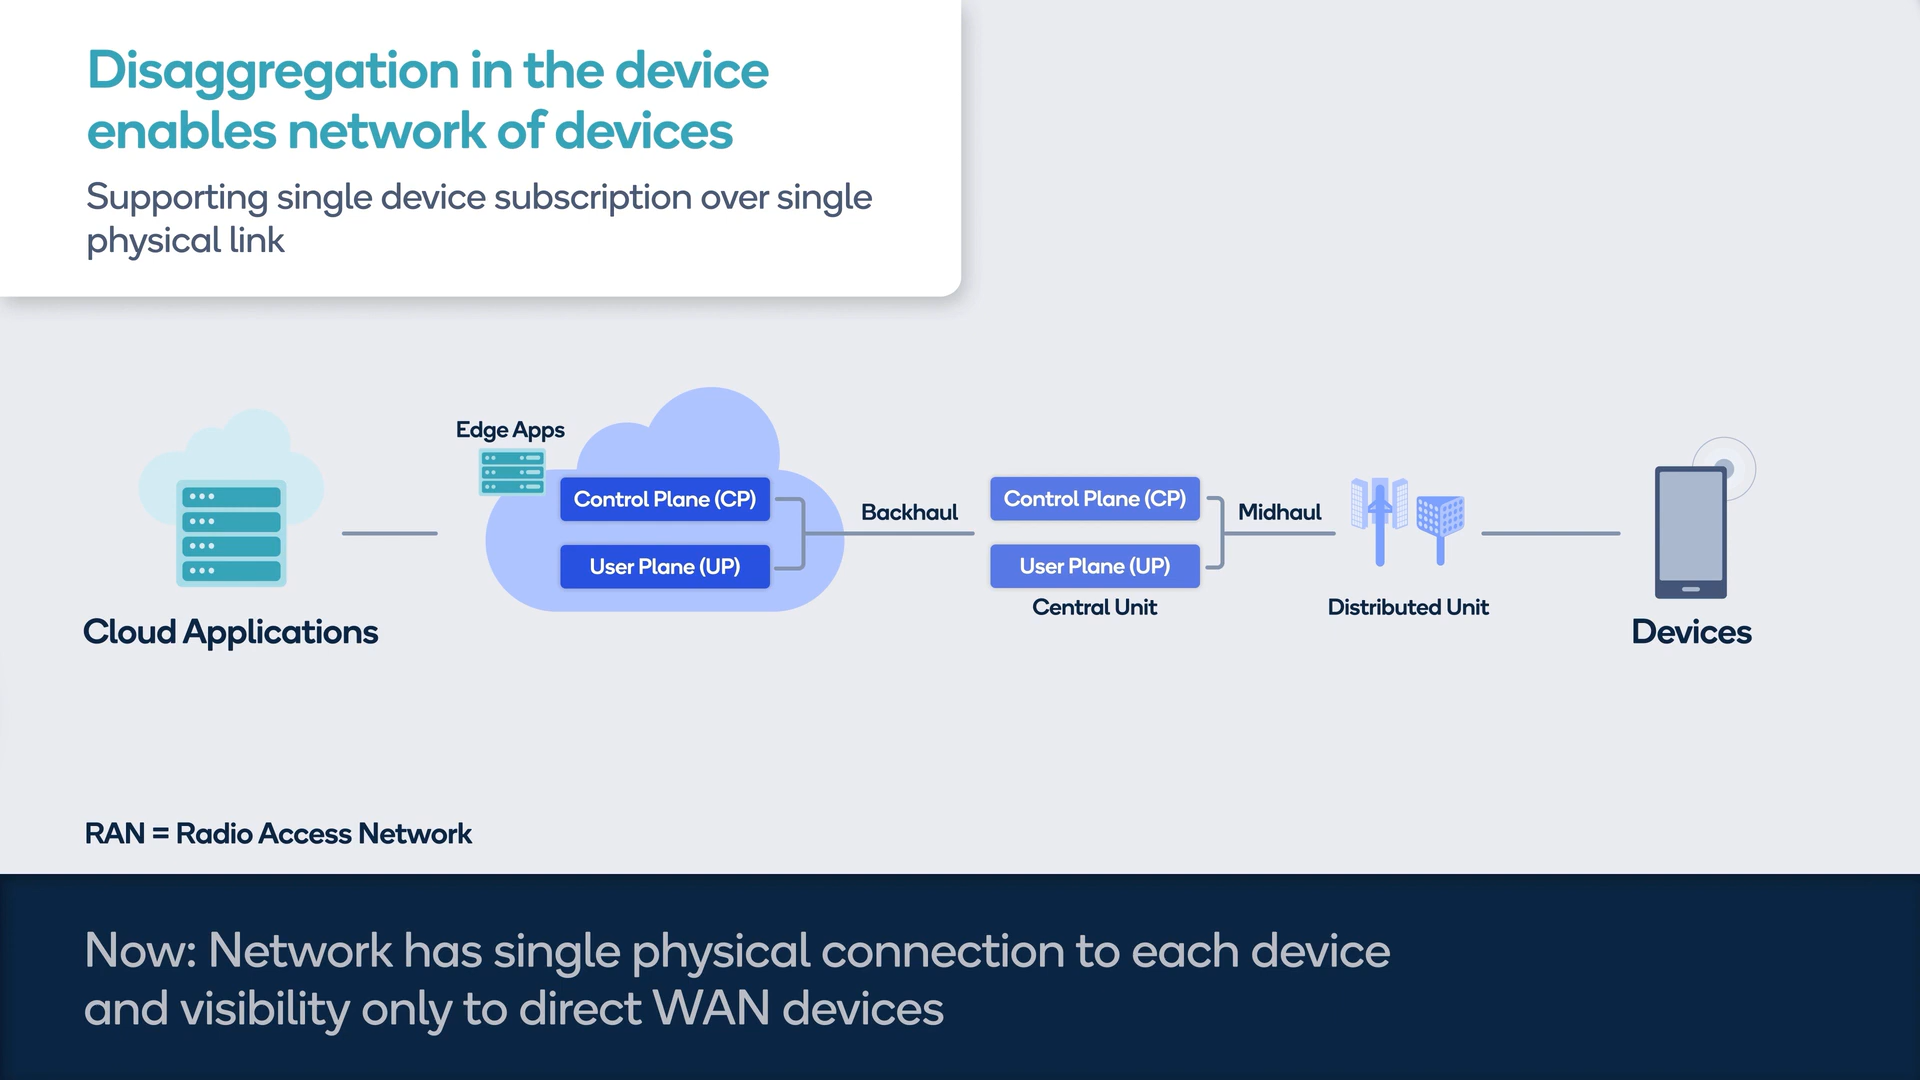 Disaggregation in the device
enables network of devices
Supporting single device subscription over single
physical link
Edge Apps
Control Plane (CP)
User Plane (UP)
Backhaul
Control Plane (CP)
User Plane (UP)
Central Unit
Midhaul
Distributed Unit
Cloud Applications
Devices
RAN = Radio Access Network
Now: Network has single physical connection to each device
and visibility only to direct WAN devices